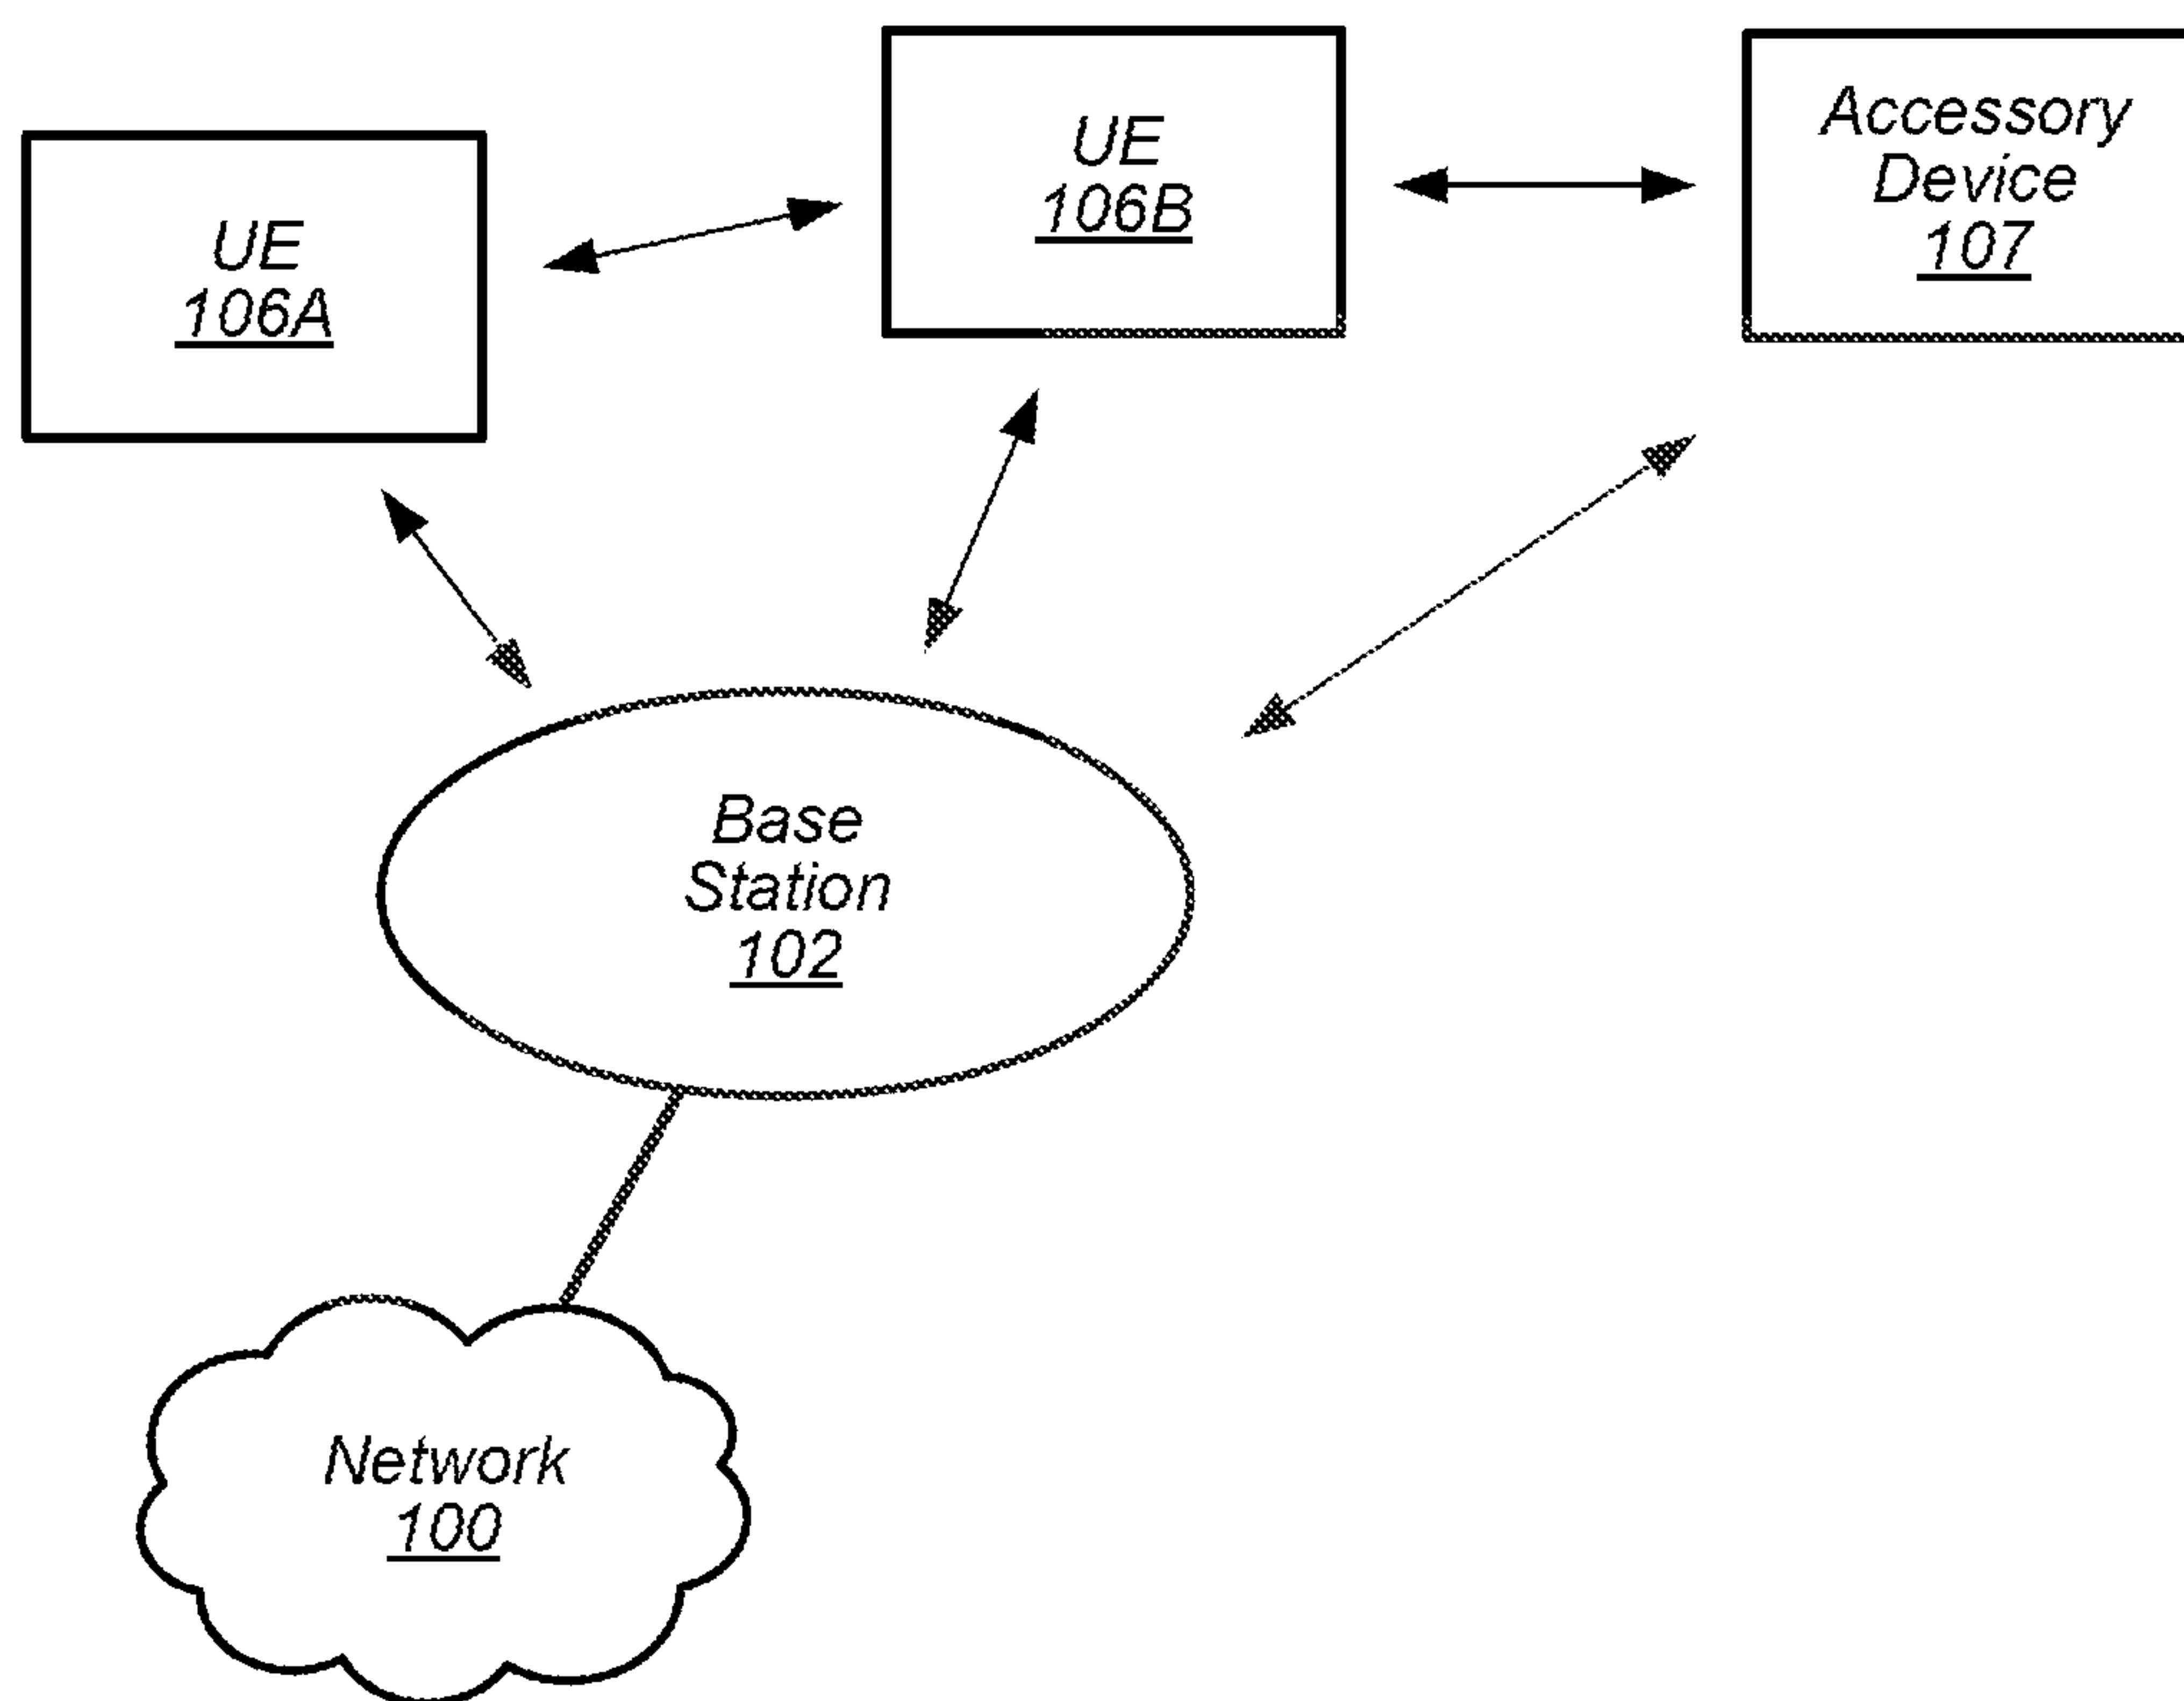 UE
106A
UE
106B
Accessory
Device
107
Base
Station
102
Network
100